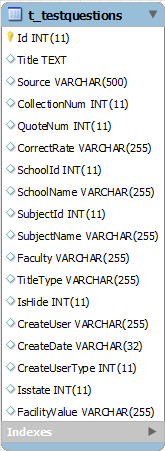 t_testquestions
Id INT(11)
Title TEXT
Source VARCHAR(500)
CollectionNum INT(11)
QuoteNum INT(11)
CorrectRate VARCHAR(255)
SchoolId INT(11)
SchoolName VARCHAR(255)
SubjectId INT(11)
SubjectName VARCHAR(255)
Faculty VARCHAR(255)
TitleType VARCHAR(255)
IsHide INT(11)
CreateUser VARCHAR(255)
CreateDate VARCHAR(32)
CreateUserType INT(11)
Isstate INT(11)
FacilityValue VARCHAR(255)
Indexes